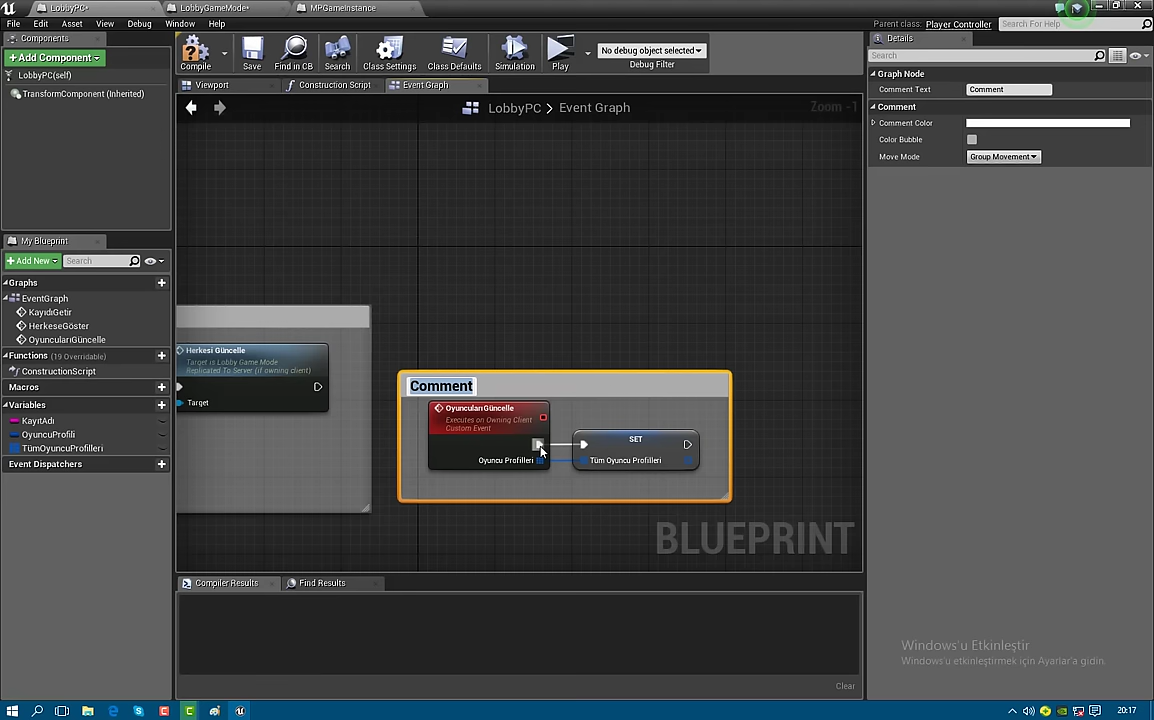 LobbyPC*
LobbyGameMode*
MPGameInstance
File Edit Asset View Debug Window Help
Parent class: Player Controller
Search For Help
Components
+Add Component
LobbyPC(self)
TransformComponent (Inherited)
Compile
Save
Find in CB
Search
Class Settings
Class Defaults
Simulation
Play
No debug object selected
Debug Filter
Viewport
Construction Script
Event Graph
LobbyPC > Event Graph
Zoom -1
My Blueprint
+Add New
Search
Graphs
EventGraph
KayıdıGetir
HerkeseGöster
OyuncularıGüncelle
Functions (19 Overridable)
ConstructionScript
Macros
Variables
KayıtAdı
OyuncuProfili
TümOyuncuProfilleri
Event Dispatchers
Herkesi Güncelle
Target is Lobby Game Mode
Replicated To Server (if owning client)
Target
Comment
OyuncularıGüncelle
Executes on Owning Client
Custom Event
Oyuncu Profilleri
SET
Tüm Oyuncu Profilleri
BLUEPRINT
Compiler Results
Find Results
Clear
Details
Search
Graph Node
Comment Text
Comment
Comment
Comment Color
Color Bubble
Move Mode
Group Movement
Windows'u Etkinleştir
Windows'u etkinleştirmek için Ayarlar'a gidin.
20:17